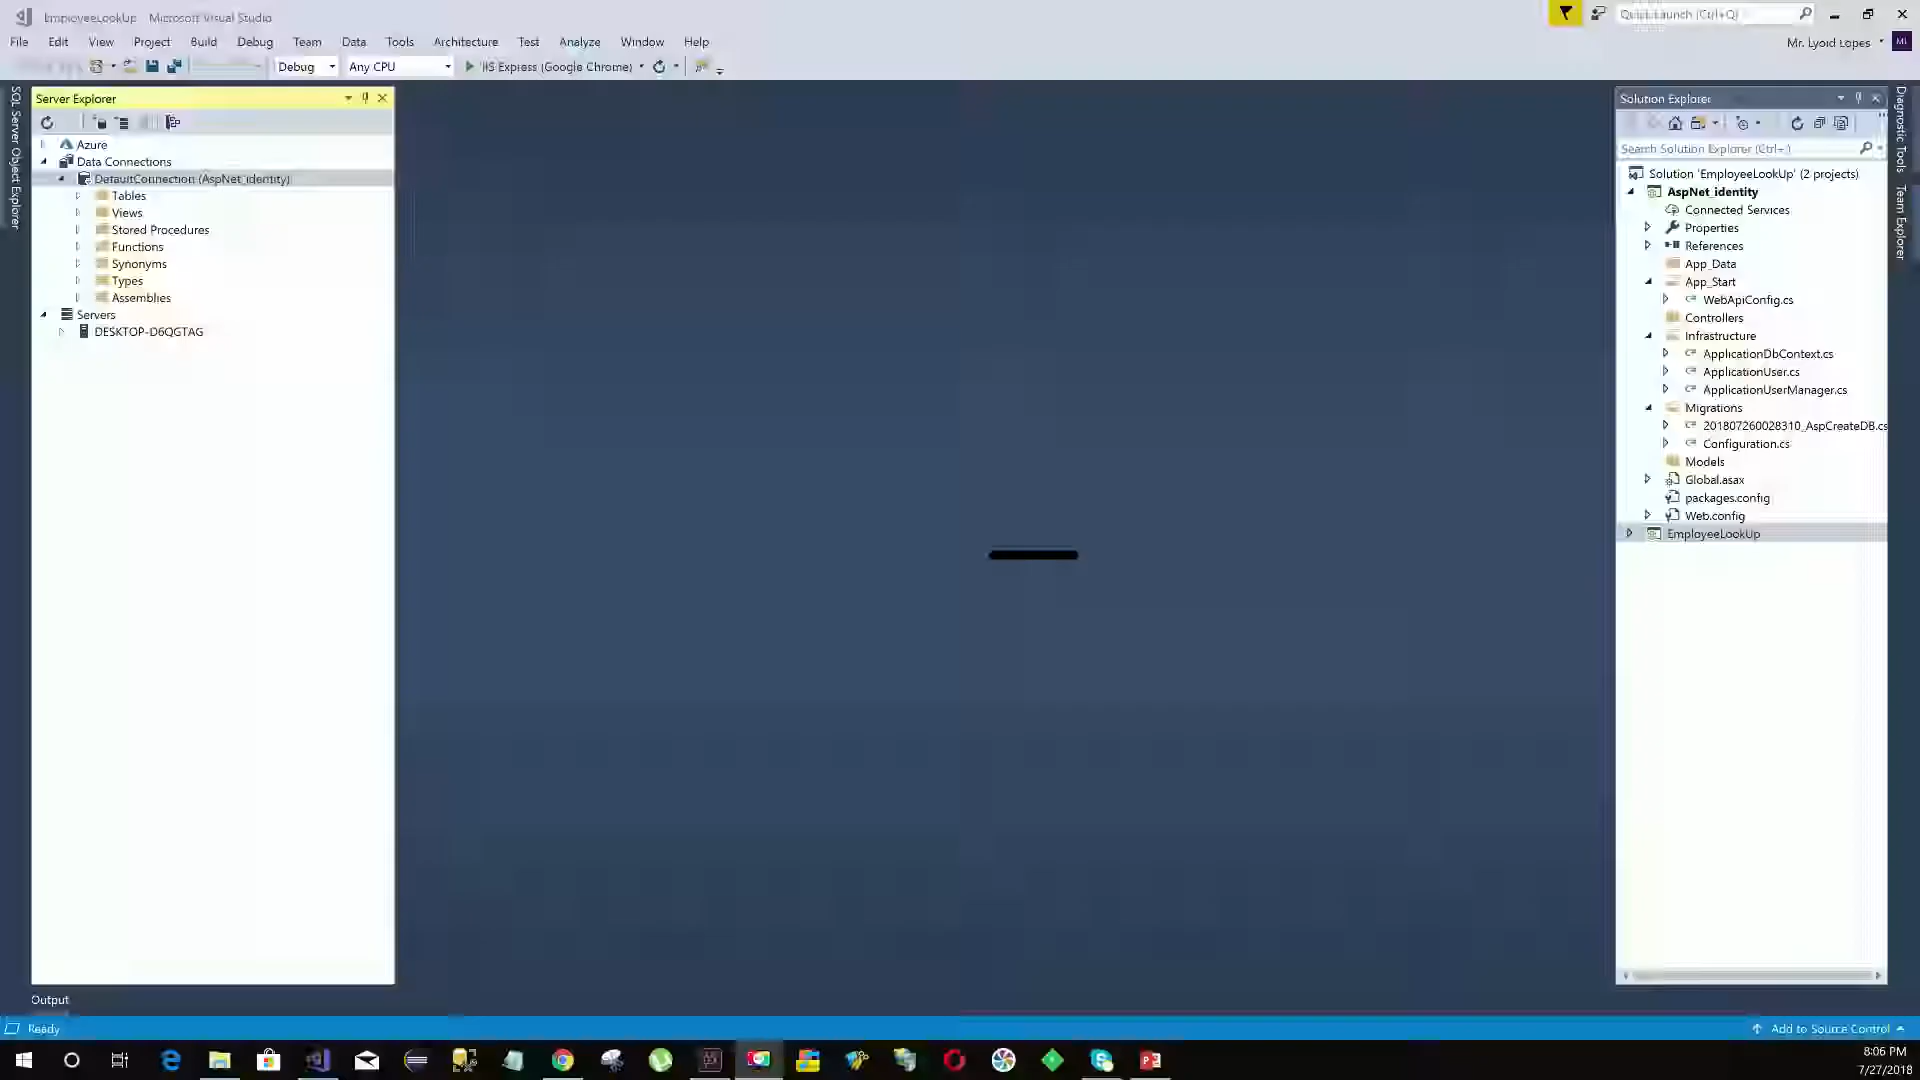 EmployeeLookUp Microsoft Visual Studio
Quick Launch (Ctrl+Q)
File Edit View Project Build Debug Team Data Tools Architecture Test Analyze Window Help
Mr. Lyoid Lopes MI
Debug Any CPU IIS Express (Google Chrome)
SQL Server Object Explorer
Server Explorer
Azure
Data Connections
DefaultConnection (AspNet_identity)
Tables
Views
Stored Procedures
Functions
Synonyms
Types
Assemblies
Servers
DESKTOP-D6QGTAG
Solution Explorer
Search Solution Explorer (Ctrl+;)
Solution 'EmployeeLookUp' (2 projects)
AspNet_identity
Connected Services
Properties
References
App_Data
App_Start
WebApiConfig.cs
Controllers
Infrastructure
ApplicationDbContext.cs
ApplicationUser.cs
ApplicationUserManager.cs
Migrations
201807260028310_AspCreateDB.cs
Configuration.cs
Models
Global.asax
packages.config
Web.config
EmployeeLookUp
Diagnostic Tools
Team Explorer
Output
Ready
Add to Source Control
8:06 PM
7/27/2018